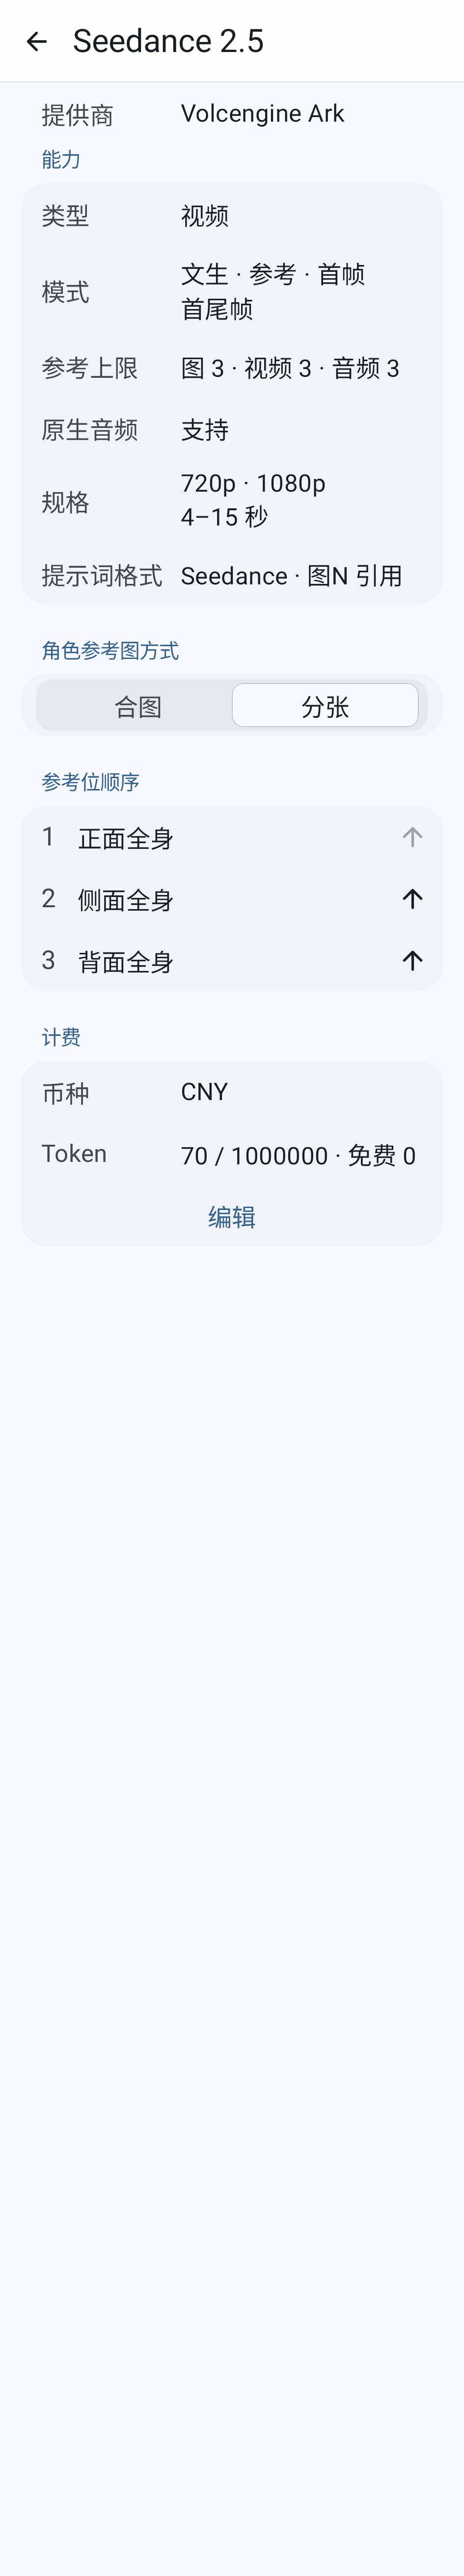 Seedance 2.5
提供商 Volcengine Ark
能力
类型 视频
模式 文生 · 参考 · 首帧
首尾帧
参考上限 图 3 · 视频 3 · 音频 3
原生音频 支持
规格 720p · 1080p
4–15 秒
提示词格式 Seedance · 图N 引用
角色参考图方式
合图 分张
参考位顺序
1 正面全身
2 侧面全身
3 背面全身
计费
币种 CNY
Token 70 / 1000000 · 免费 0
编辑